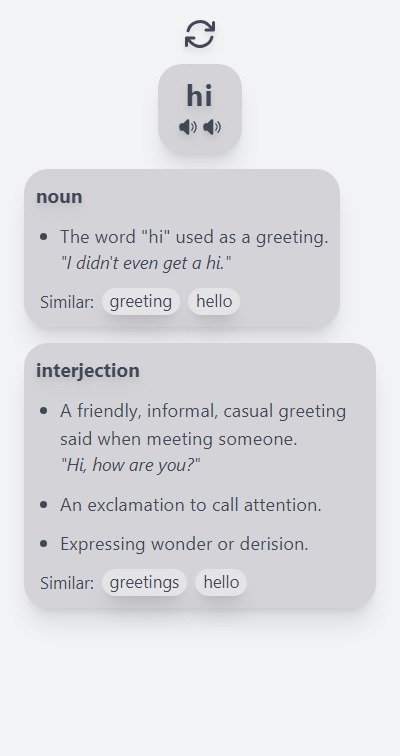 hi
noun
The word "hi" used as a greeting.
"I didn't even get a hi."
Similar: greeting hello
interjection
A friendly, informal, casual greeting
said when meeting someone.
"Hi, how are you?"
An exclamation to call attention.
Expressing wonder or derision.
Similar: greetings hello